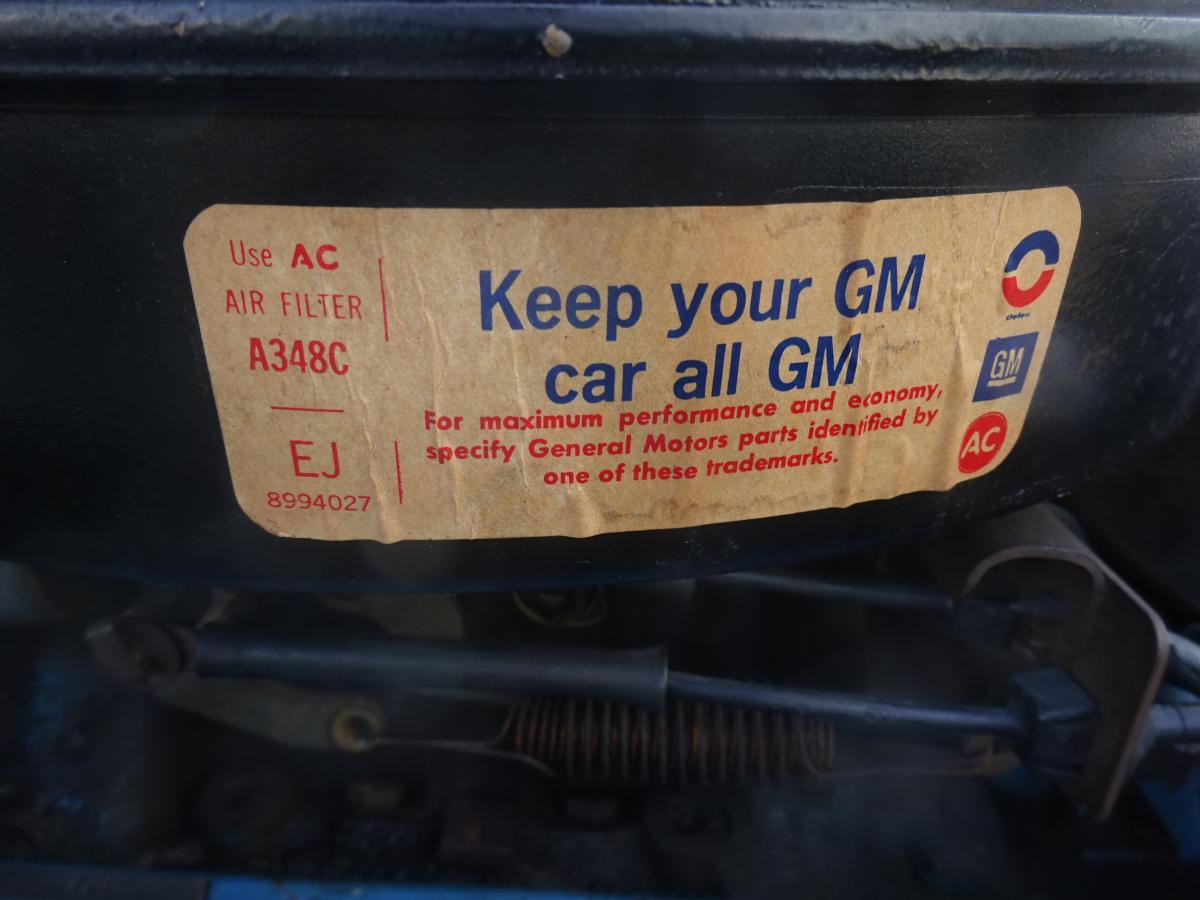 Use AC
AIR FILTER
A348C
EJ
8994027
Keep your GM
car all GM
For maximum performance and economy,
specify General Motors parts identified by
one of these trademarks.
Delco
GM
AC